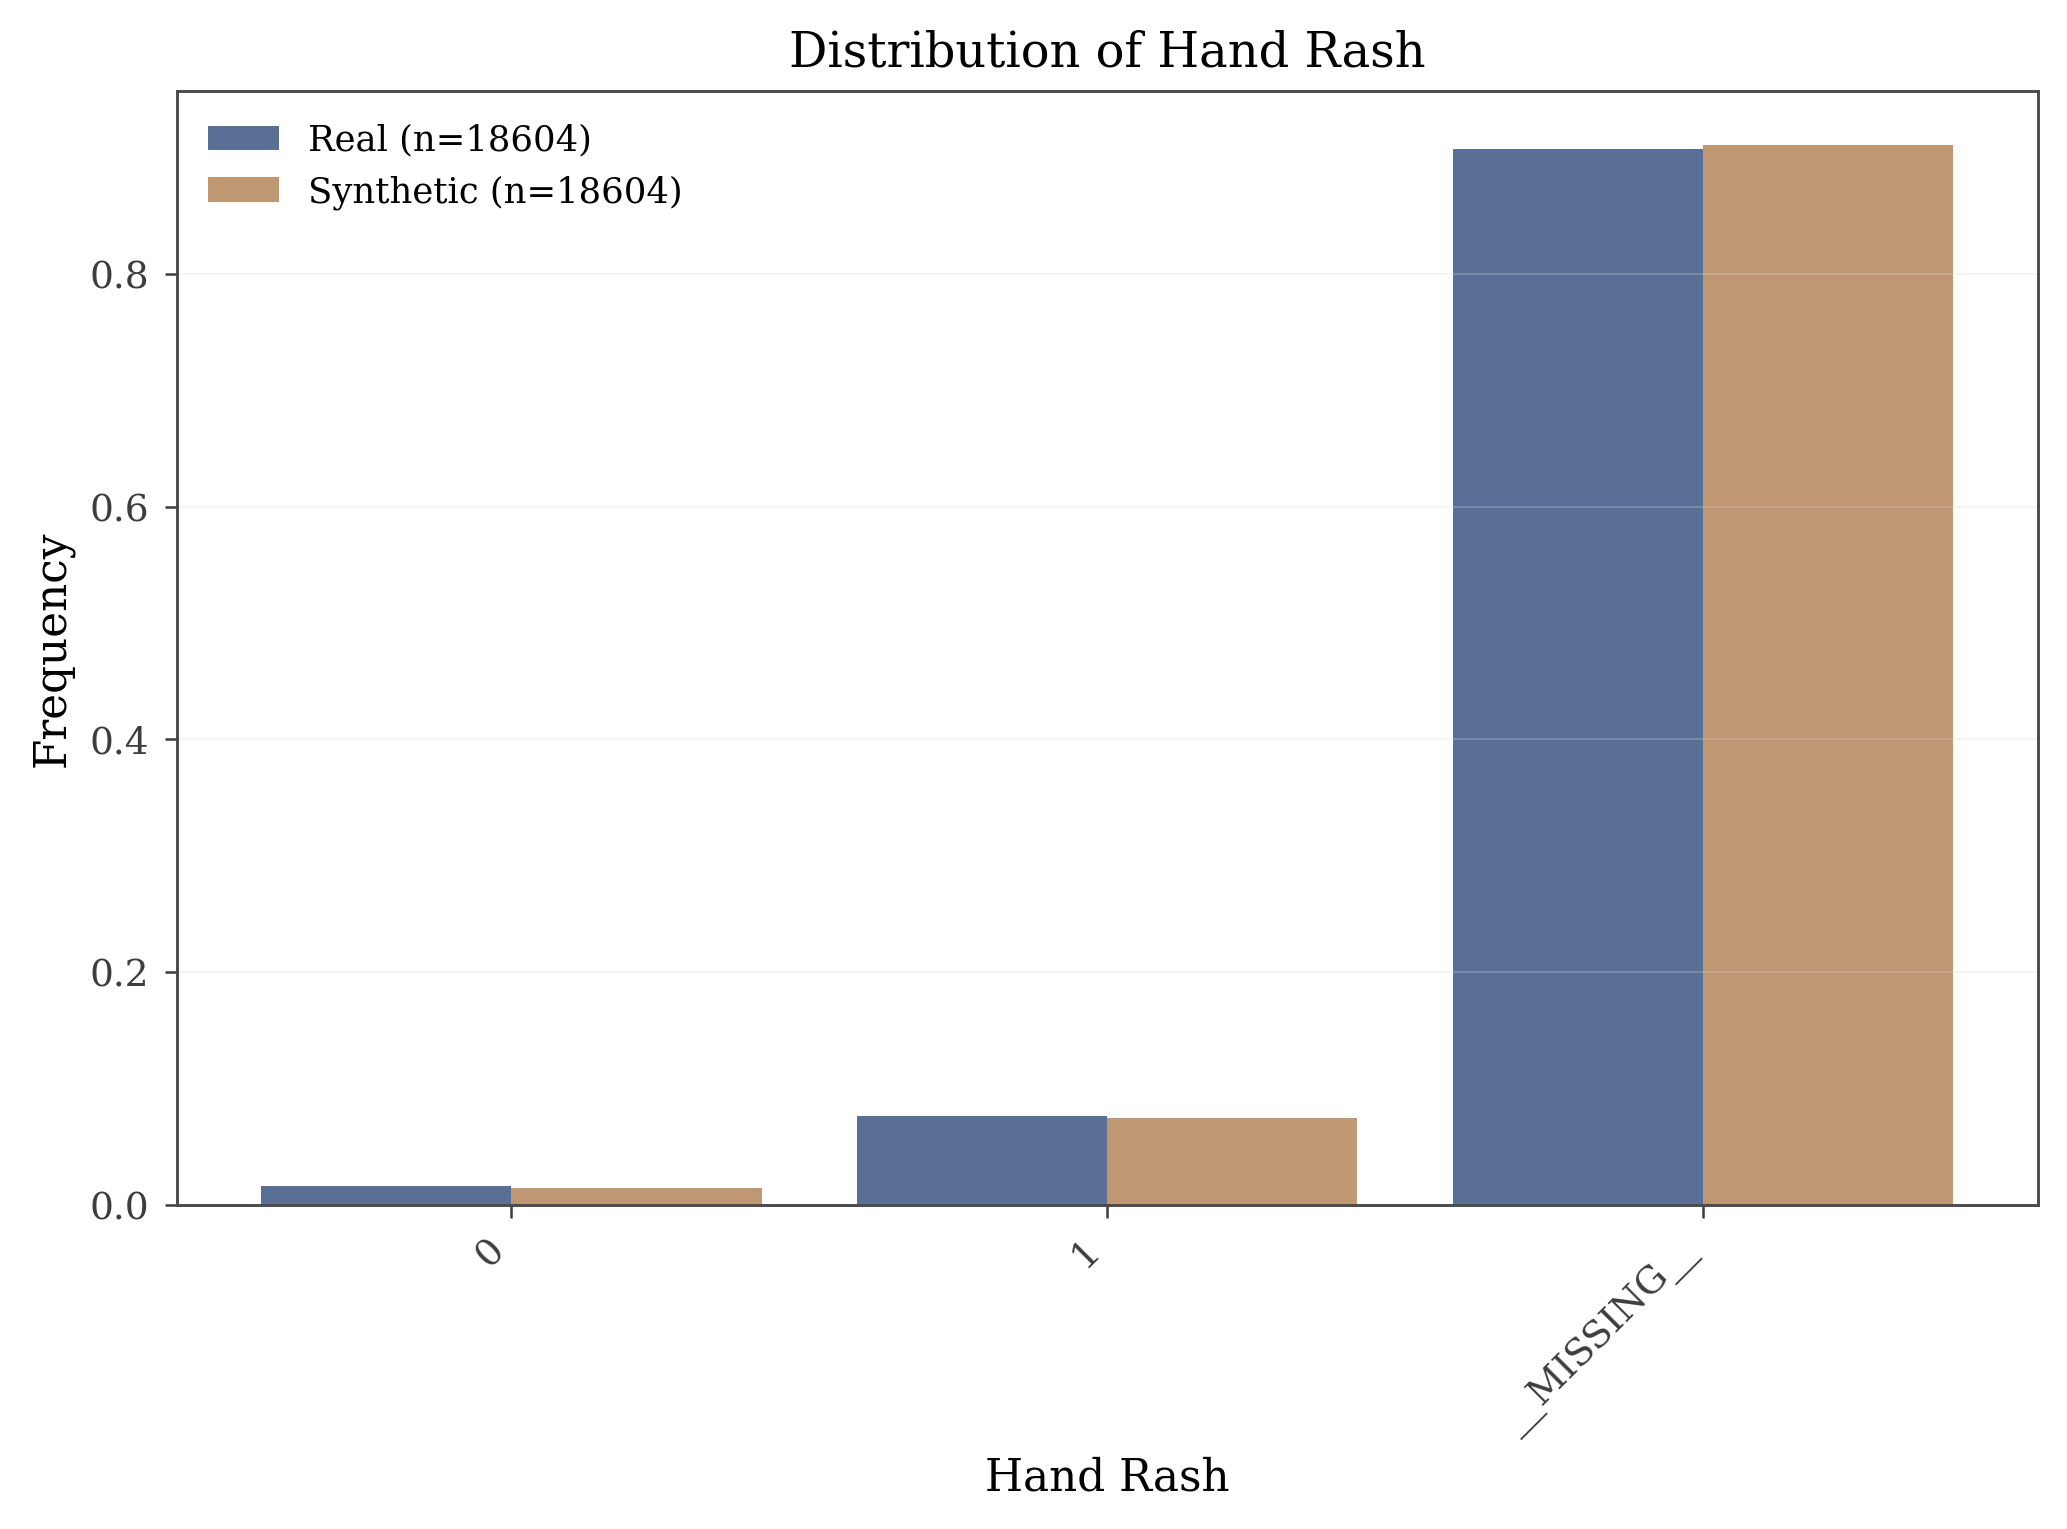 Distribution of Hand Rash
Real (n=18604)
Synthetic (n=18604)
Frequency
0.8
0.6
0.4
0.2
0.0
0
1
__MISSING__
Hand Rash